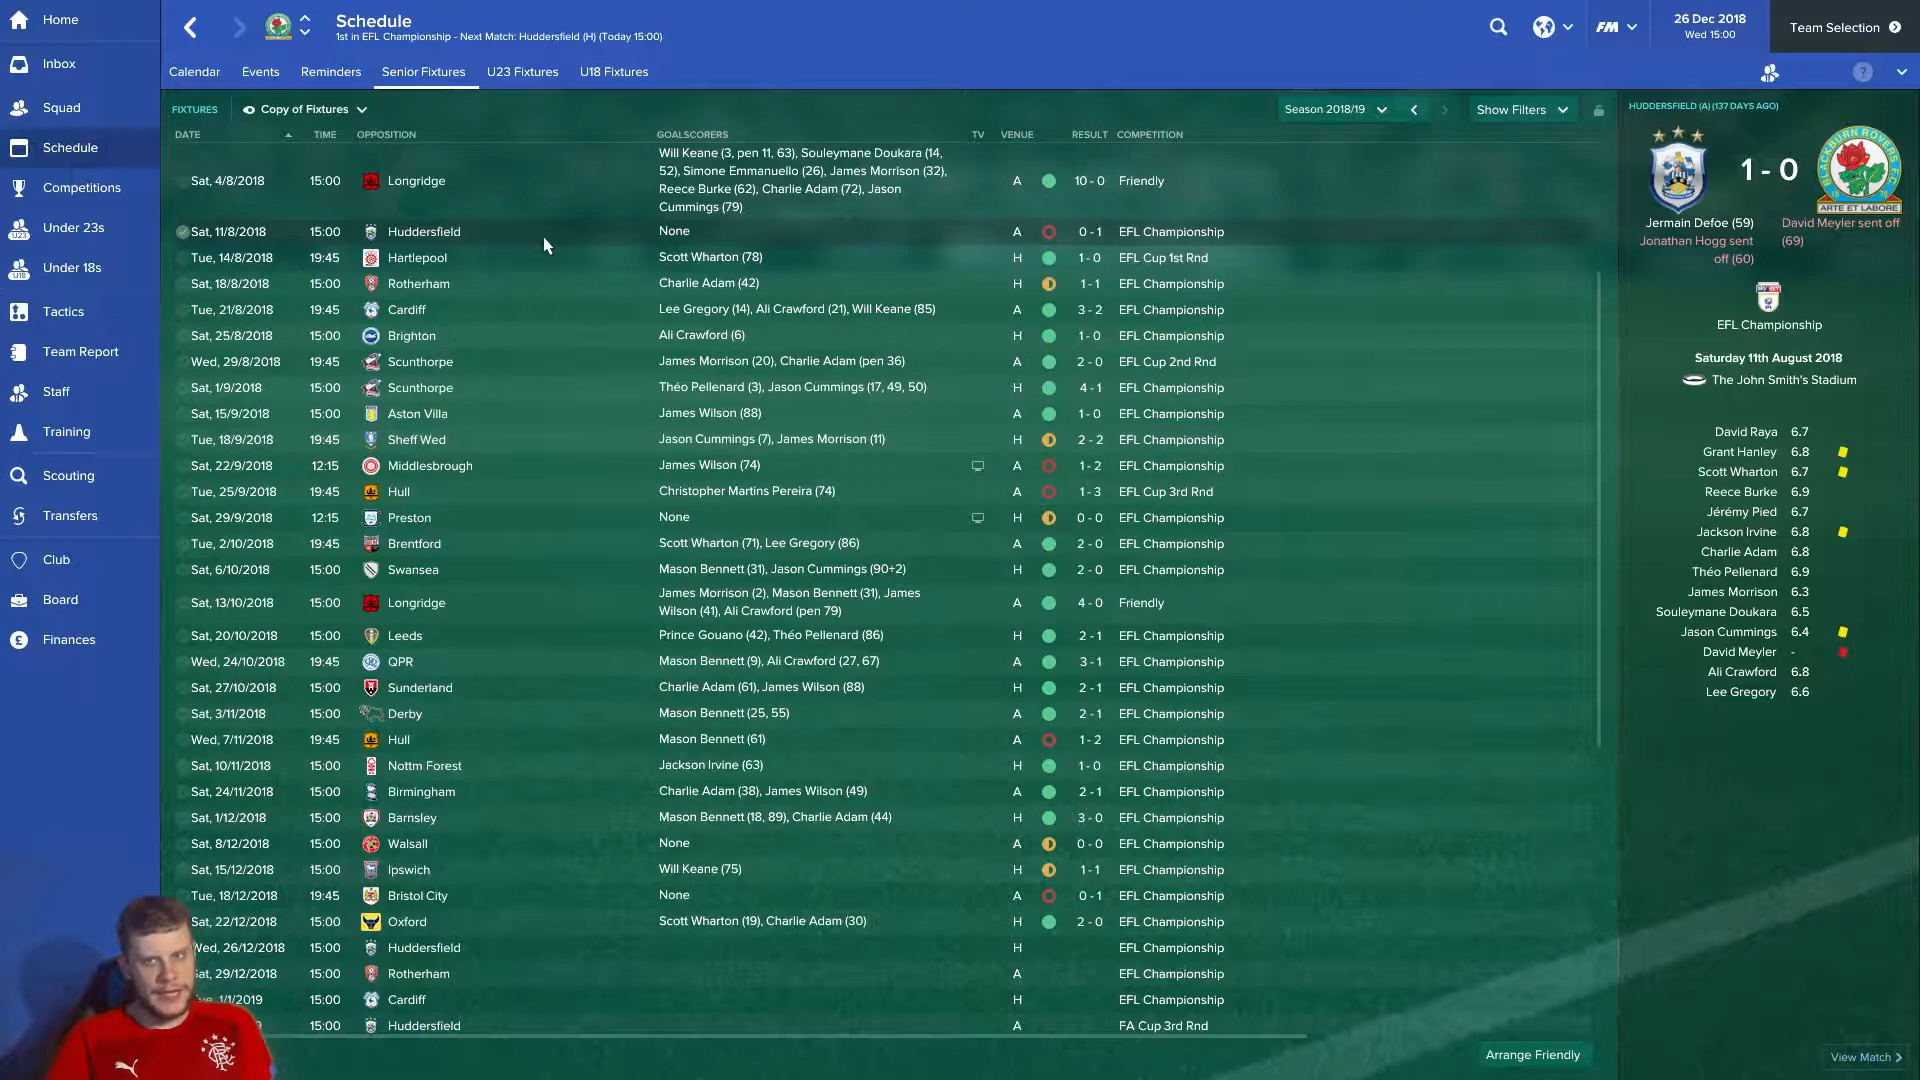 Home
Inbox
Squad
Schedule
Competitions
Under 23s
Under 18s
Tactics
Team Report
Staff
Training
Scouting
Transfers
Club
Board
Finances
Schedule
1st in EFL Championship - Next Match: Huddersfield (H) (Today 15:00)
FM
26 Dec 2018
Wed 15:00
Team Selection
Calendar Events Reminders Senior Fixtures U23 Fixtures U18 Fixtures
FIXTURES Copy of Fixtures Season 2018/19 Show Filters
DATE TIME OPPOSITION GOALSCORERS TV VENUE RESULT COMPETITION
Will Keane (3, pen 11, 63), Souleymane Doukara (14,
52), Simone Emmanuello (26), James Morrison (32),
Sat, 4/8/2018 15:00 Longridge A 10 - 0 Friendly
Reece Burke (62), Charlie Adam (72), Jason
Cummings (79)
Sat, 11/8/2018 15:00 Huddersfield None A 0 - 1 EFL Championship
Tue, 14/8/2018 19:45 Hartlepool Scott Wharton (78) H 1 - 0 EFL Cup 1st Rnd
Sat, 18/8/2018 15:00 Rotherham Charlie Adam (42) H 1 - 1 EFL Championship
Tue, 21/8/2018 19:45 Cardiff Lee Gregory (14), Ali Crawford (21), Will Keane (85) A 3 - 2 EFL Championship
Sat, 25/8/2018 15:00 Brighton Ali Crawford (6) H 1 - 0 EFL Championship
Wed, 29/8/2018 19:45 Scunthorpe James Morrison (20), Charlie Adam (pen 36) A 2 - 0 EFL Cup 2nd Rnd
Sat, 1/9/2018 15:00 Scunthorpe Théo Pellenard (3), Jason Cummings (17, 49, 50) H 4 - 1 EFL Championship
Sat, 15/9/2018 15:00 Aston Villa James Wilson (88) A 1 - 0 EFL Championship
Tue, 18/9/2018 19:45 Sheff Wed Jason Cummings (7), James Morrison (11) H 2 - 2 EFL Championship
Sat, 22/9/2018 12:15 Middlesbrough James Wilson (74) A 1 - 2 EFL Championship
Tue, 25/9/2018 19:45 Hull Christopher Martins Pereira (74) A 1 - 3 EFL Cup 3rd Rnd
Sat, 29/9/2018 12:15 Preston None H 0 - 0 EFL Championship
Tue, 2/10/2018 19:45 Brentford Scott Wharton (71), Lee Gregory (86) A 2 - 0 EFL Championship
Sat, 6/10/2018 15:00 Swansea Mason Bennett (31), Jason Cummings (90+2) H 2 - 0 EFL Championship
Sat, 13/10/2018 15:00 Longridge James Morrison (2), Mason Bennett (31), James A 4 - 0 Friendly
Wilson (41), Ali Crawford (pen 79)
Sat, 20/10/2018 15:00 Leeds Prince Gouano (42), Théo Pellenard (86) H 2 - 1 EFL Championship
Wed, 24/10/2018 19:45 QPR Mason Bennett (9), Ali Crawford (27, 67) A 3 - 1 EFL Championship
Sat, 27/10/2018 15:00 Sunderland Charlie Adam (61), James Wilson (88) H 2 - 1 EFL Championship
Sat, 3/11/2018 15:00 Derby Mason Bennett (25, 55) A 2 - 1 EFL Championship
Wed, 7/11/2018 19:45 Hull Mason Bennett (61) A 1 - 2 EFL Championship
Sat, 10/11/2018 15:00 Nottm Forest Jackson Irvine (63) H 1 - 0 EFL Championship
Sat, 24/11/2018 15:00 Birmingham Charlie Adam (38), James Wilson (49) A 2 - 1 EFL Championship
Sat, 1/12/2018 15:00 Barnsley Mason Bennett (18, 89), Charlie Adam (44) H 3 - 0 EFL Championship
Sat, 8/12/2018 15:00 Walsall None A 0 - 0 EFL Championship
Sat, 15/12/2018 15:00 Ipswich Will Keane (75) H 1 - 1 EFL Championship
Tue, 18/12/2018 19:45 Bristol City None A 0 - 1 EFL Championship
Sat, 22/12/2018 15:00 Oxford Scott Wharton (19), Charlie Adam (30) H 2 - 0 EFL Championship
Wed, 26/12/2018 15:00 Huddersfield H EFL Championship
Sat, 29/12/2018 15:00 Rotherham A EFL Championship
1/1/2019 15:00 Cardiff H EFL Championship
15:00 Huddersfield A FA Cup 3rd Rnd
Arrange Friendly
HUDDERSFIELD (A) (137 DAYS AGO)
1 - 0
BLACKBURN ROVERS F.C.
ARTE ET LABORE
Jermain Defoe (59) David Meyler sent off
Jonathan Hogg sent (69)
off (60)
EFL Championship
Saturday 11th August 2018
The John Smith's Stadium
David Raya 6.7
Grant Hanley 6.8
Scott Wharton 6.7
Reece Burke 6.9
Jérémy Pied 6.7
Jackson Irvine 6.8
Charlie Adam 6.8
Théo Pellenard 6.9
James Morrison 6.3
Souleymane Doukara 6.5
Jason Cummings 6.4
David Meyler -
Ali Crawford 6.8
Lee Gregory 6.6
View Match